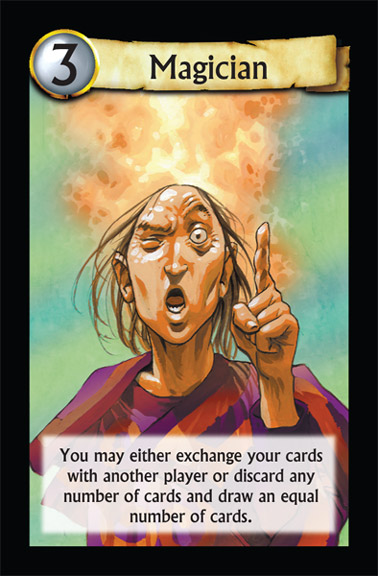 3
Magician
You may either exchange your cards
with another player or discard any
number of cards and draw an equal
number of cards.